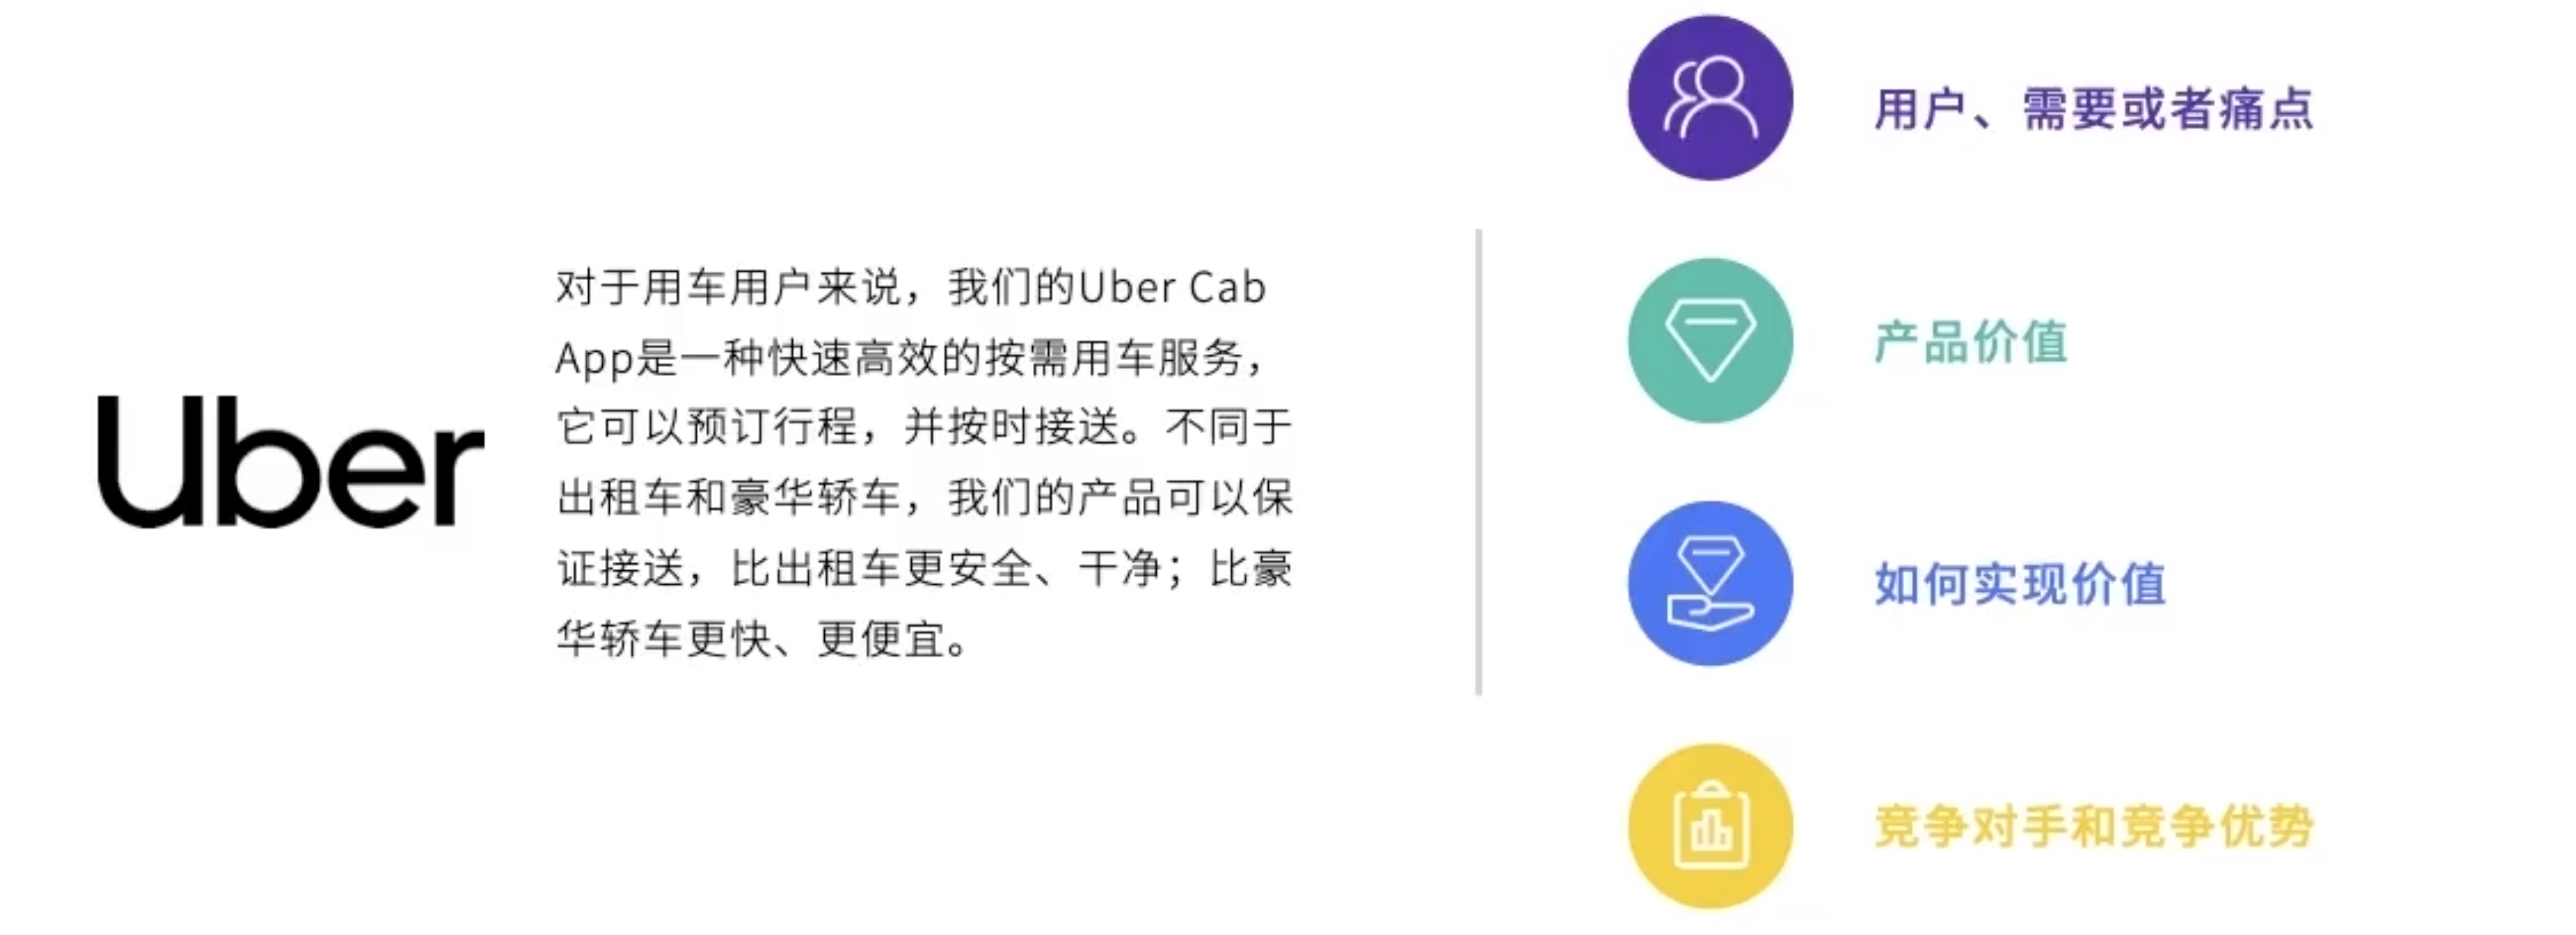 Uber
对于用车用户来说，我们的Uber Cab
App是一种快速高效的按需用车服务，
它可以预订行程，并按时接送。不同于
出租车和豪华轿车，我们的产品可以保
证接送，比出租车更安全、干净；比豪
华轿车更快、更便宜。
用户、需要或者痛点
产品价值
如何实现价值
竞争对手和竞争优势